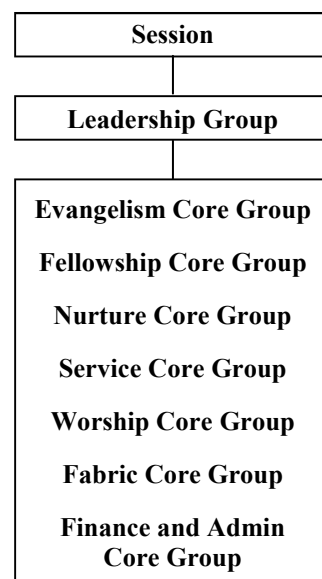 Session
Leadership Group
Evangelism Core Group
Fellowship Core Group
Nurture Core Group
Service Core Group
Worship Core Group
Fabric Core Group
Finance and Admin
Core Group